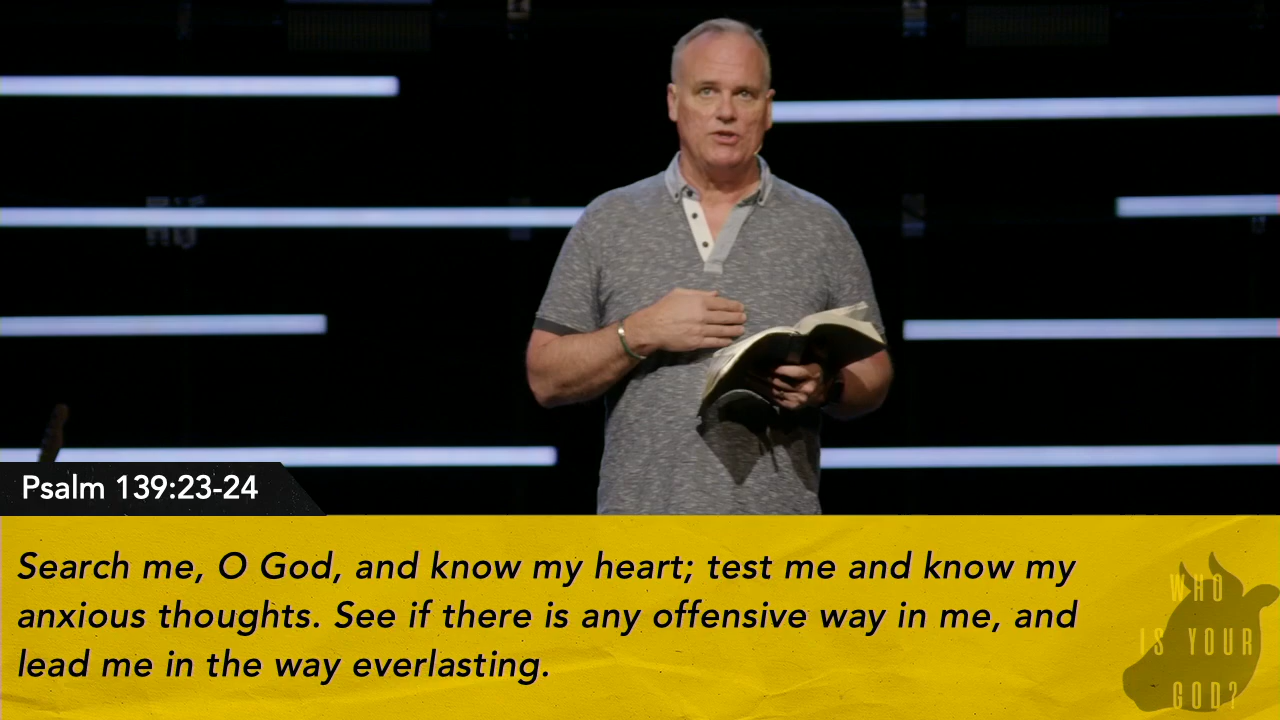 Psalm 139:23-24
Search me, O God, and know my heart; test me and know my
anxious thoughts. See if there is any offensive way in me, and
lead me in the way everlasting.
WHO
IS YOUR
GOD?